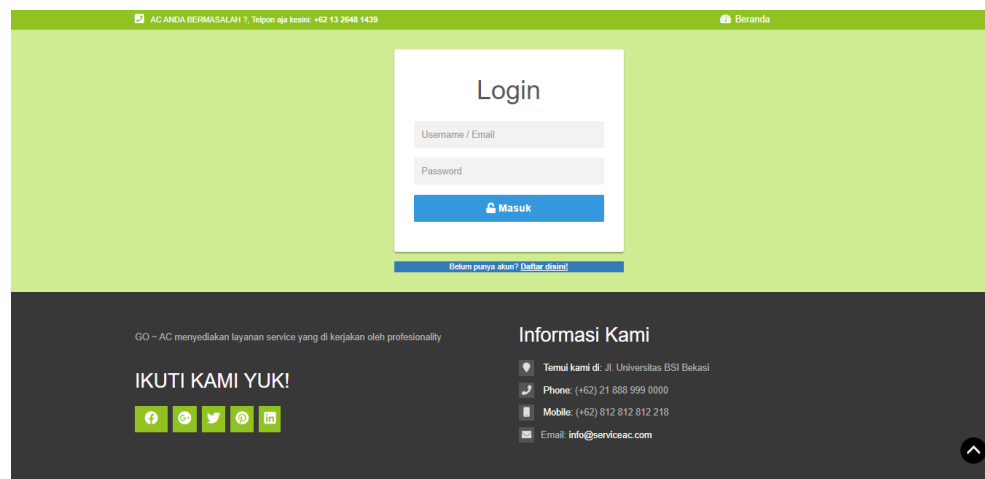 AC ANDA BERMASALAH ?, Telpon aja kesini: +62 13 2648 1439
Beranda
Login
Username / Email
Password
Masuk
Belum punya akun? Daftar disini!
GO – AC menyediakan layanan service yang di kerjakan oleh profesionality
IKUTI KAMI YUK!
Informasi Kami
Temui kami di: Jl. Universitas BSI Bekasi
Phone: (+62) 21 888 999 0000
Mobile: (+62) 812 812 812 218
Email: info@serviceac.com